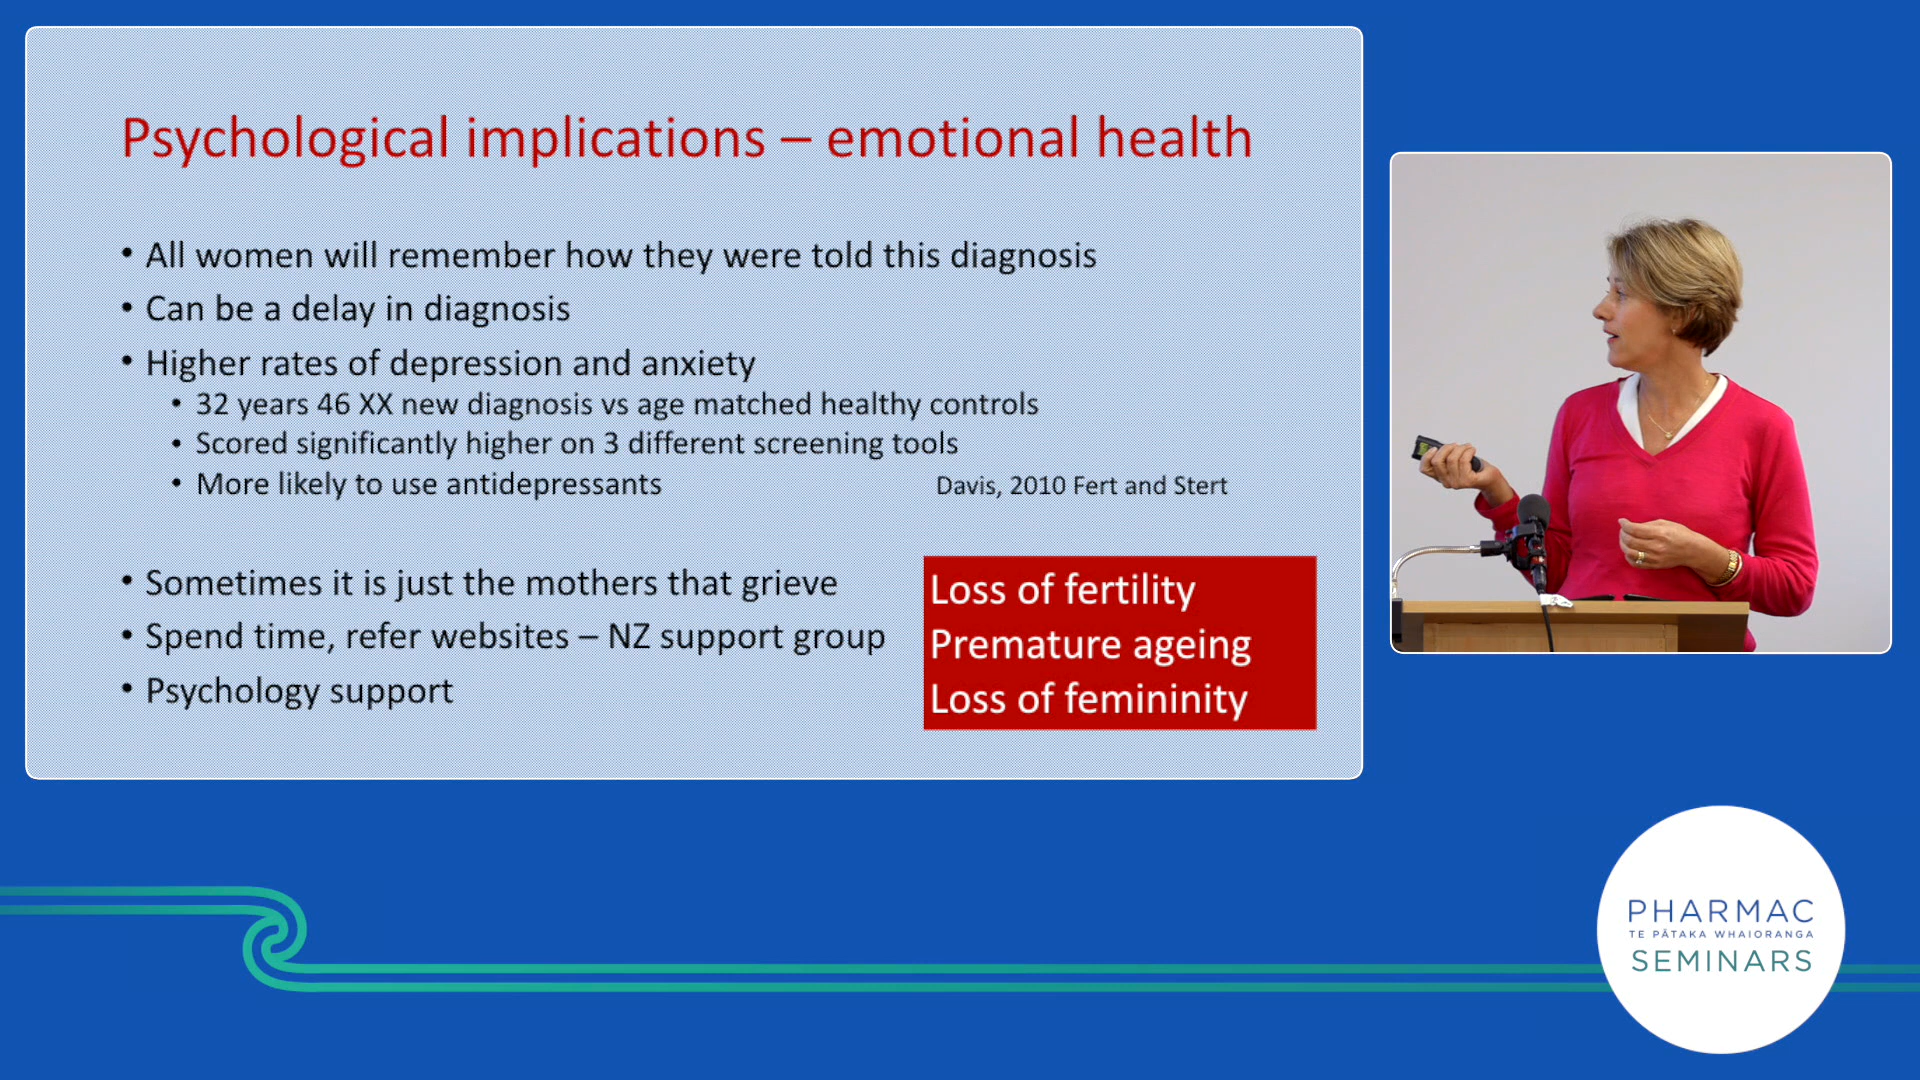 Psychological implications – emotional health
• All women will remember how they were told this diagnosis
• Can be a delay in diagnosis
• Higher rates of depression and anxiety
• 32 years 46 XX new diagnosis vs age matched healthy controls
• Scored significantly higher on 3 different screening tools
• More likely to use antidepressants
Davis, 2010 Fert and Stert
• Sometimes it is just the mothers that grieve
• Spend time, refer websites – NZ support group
• Psychology support
Loss of fertility
Premature ageing
Loss of femininity
PHARMAC
TE PĀTAKA WHAIORANGA
SEMINARS